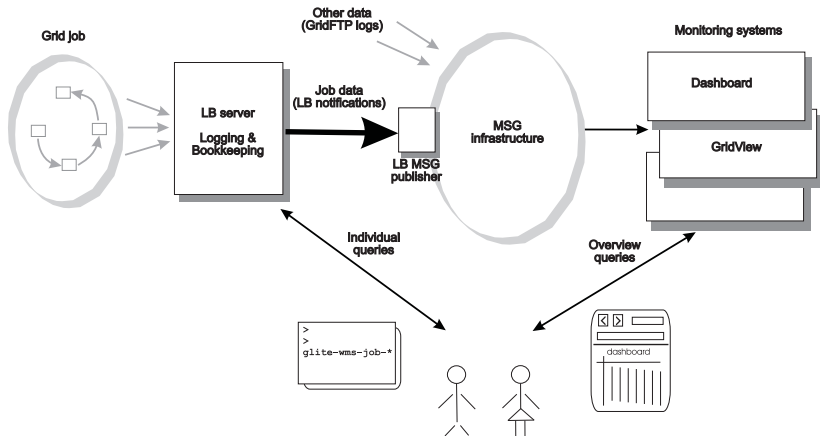 Other data
(GridFTP logs)
Grid job
Monitoring systems
Dashboard
Job data
(LB notifications)
LB server
Logging &
Bookkeeping
MSG
infrastructure
GridView
LB MSG
publisher
Individual
queries
Overview
queries
>
>
glite-wms-job-*
< >
dashboard